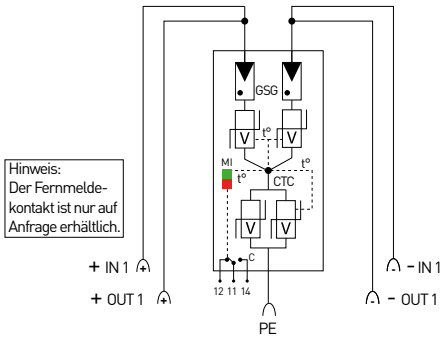 GSG
V
V
t°
MI
t°
t°
CTC
Hinweis:
Der Fernmelde-
kontakt ist nur auf
Anfrage erhältlich.
V
V
C
+ IN 1
+
-
- IN 1
12 11 14
+ OUT 1
+
-
- OUT 1
PE